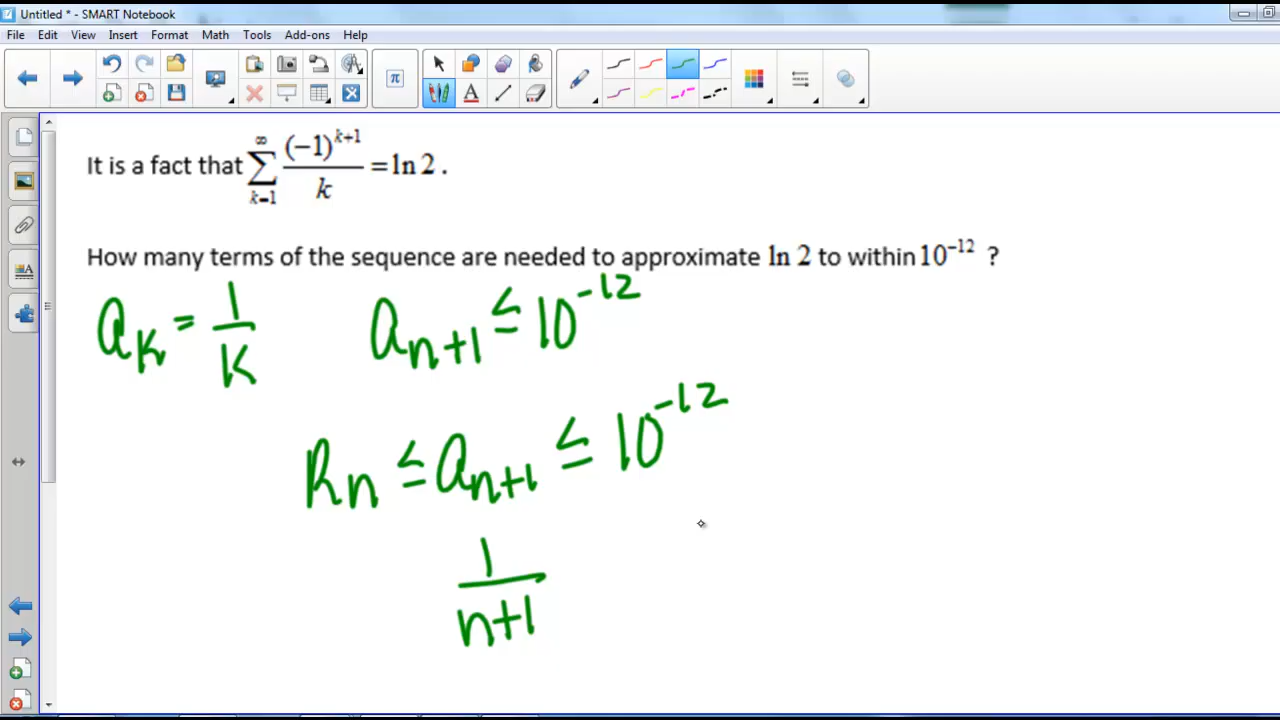 Untitled * - SMART Notebook
File Edit View Insert Format Math Tools Add-ons Help
π A
It is a fact that ∑_{k=1}^{∞} (−1)^{k+1}/k = ln 2 .
How many terms of the sequence are needed to approximate ln 2 to within 10^{−12} ?
a_k = 1/k a_{n+1} ≤ 10^{-12}
R_n ≤ a_{n+1} ≤ 10^{-12}
1/(n+1)